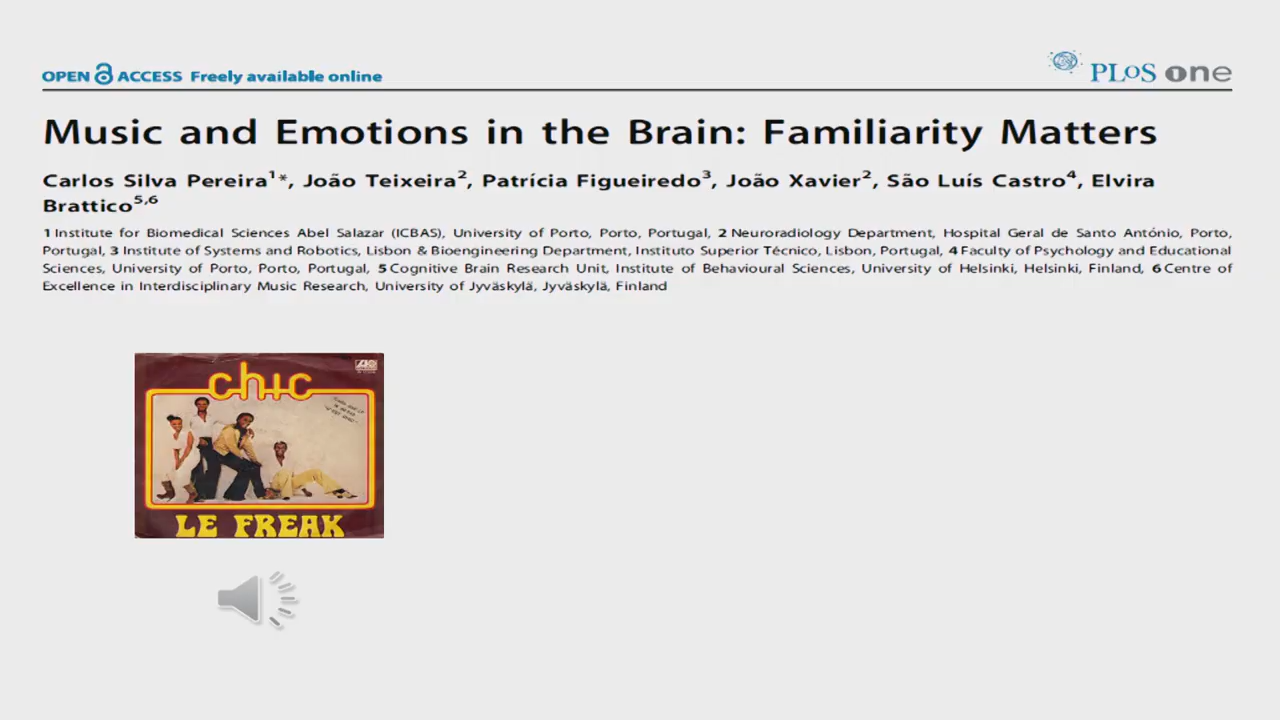 OPEN ACCESS Freely available online
PLoS one
Music and Emotions in the Brain: Familiarity Matters
Carlos Silva Pereira1*, João Teixeira2, Patrícia Figueiredo3, João Xavier2, São Luís Castro4, Elvira
Brattico5,6
1 Institute for Biomedical Sciences Abel Salazar (ICBAS), University of Porto, Porto, Portugal, 2 Neuroradiology Department, Hospital Geral de Santo António, Porto,
Portugal, 3 Institute of Systems and Robotics, Lisbon & Bioengineering Department, Instituto Superior Técnico, Lisbon, Portugal, 4 Faculty of Psychology and Educational
Sciences, University of Porto, Porto, Portugal, 5 Cognitive Brain Research Unit, Institute of Behavioural Sciences, University of Helsinki, Helsinki, Finland, 6 Centre of
Excellence in Interdisciplinary Music Research, University of Jyväskylä, Jyväskylä, Finland
chic
LE FREAK